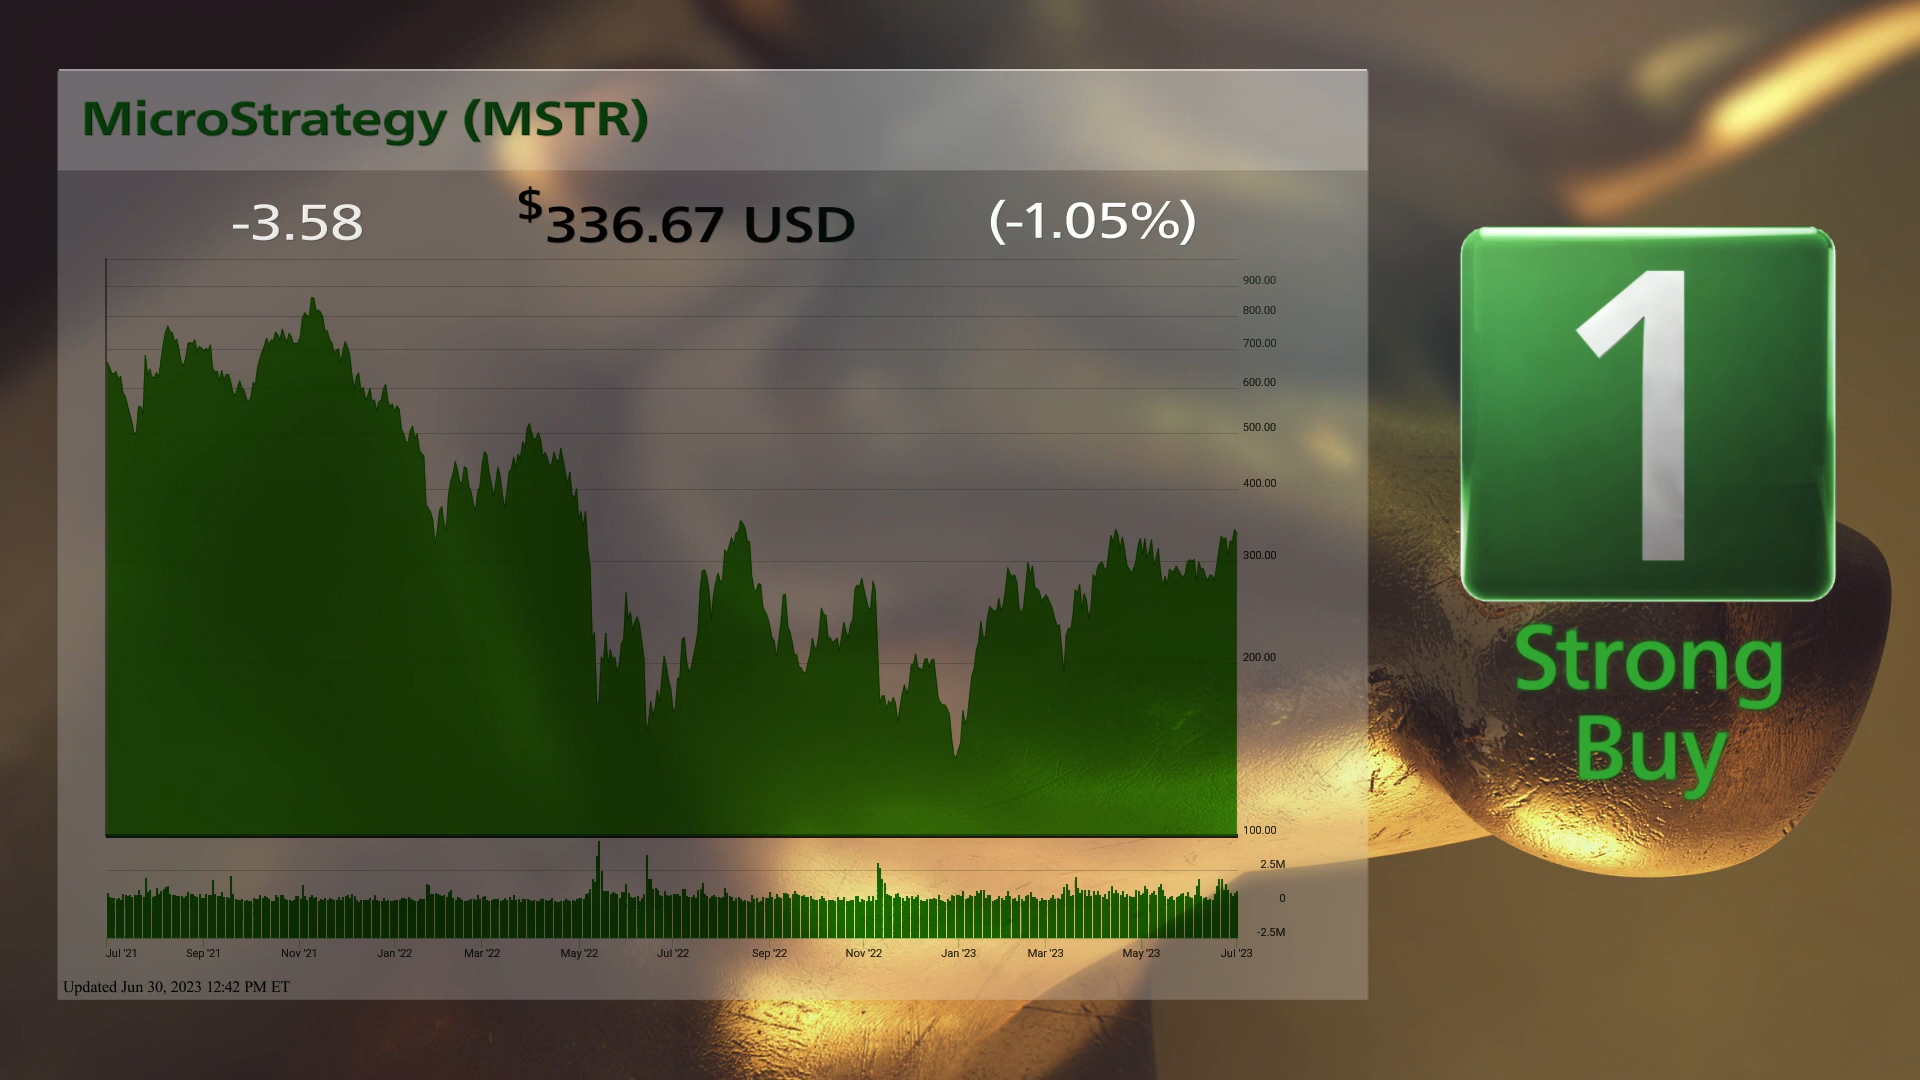 MicroStrategy (MSTR)
-3.58 $336.67 USD (-1.05%)
900.00
800.00
700.00
600.00
500.00
400.00
300.00
200.00
100.00
2.5M
0
-2.5M
Jul '21 Sep '21 Nov '21 Jan '22 Mar '22 May '22 Jul '22 Sep '22 Nov '22 Jan '23 Mar '23 May '23 Jul '23
Updated Jun 30, 2023 12:42 PM ET
1
Strong
Buy